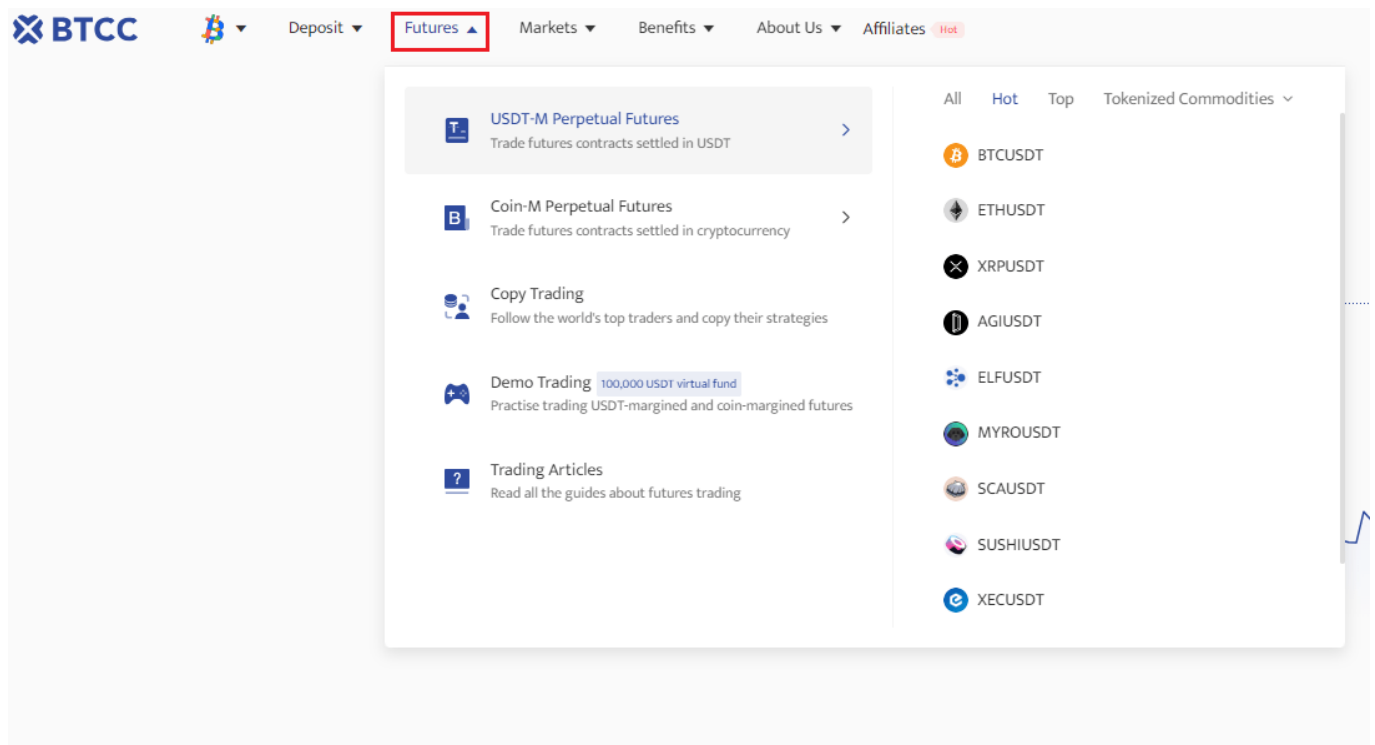 BTCC
Deposit
Futures
Markets
Benefits
About Us
Affiliates
Hot
USDT-M Perpetual Futures
Trade futures contracts settled in USDT
Coin-M Perpetual Futures
Trade futures contracts settled in cryptocurrency
Copy Trading
Follow the world's top traders and copy their strategies
Demo Trading 100,000 USDT virtual fund
Practise trading USDT-margined and coin-margined futures
Trading Articles
Read all the guides about futures trading
All Hot Top Tokenized Commodities
BTCUSDT
ETHUSDT
XRPUSDT
AGIUSDT
ELFUSDT
MYROUSDT
SCAUSDT
SUSHIUSDT
XECUSDT